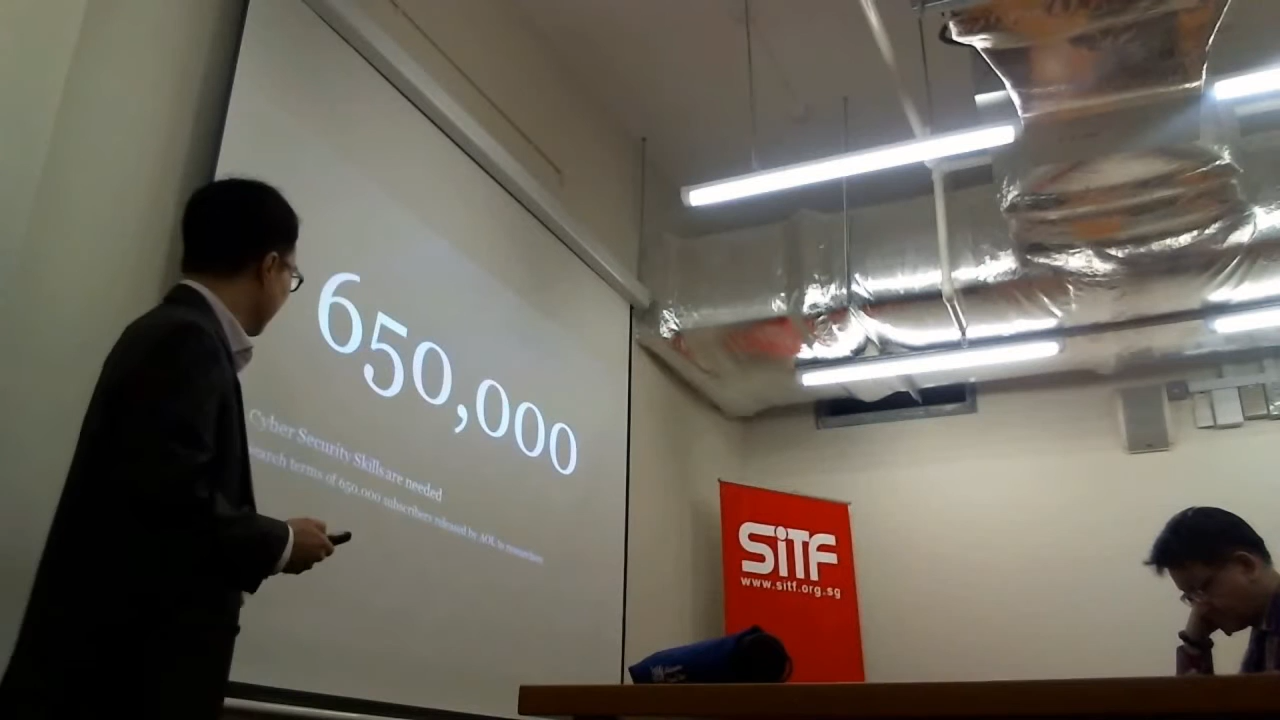 650,000
Cyber Security Skills are needed
search terms of 650,000 subscribers released by AOL to researchers
SiTF
www.sitf.org.sg